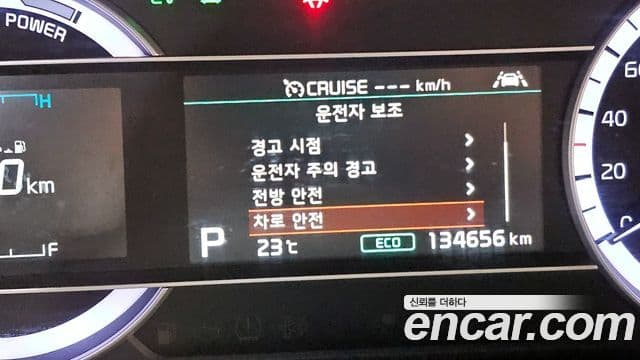 POWER
CRUISE --- km/h
운전자 보조
H
경고 시점
운전자 주의 경고
0 km
전방 안전
차로 안전
F
P
23℃
ECO
134656 km
60
40
20
0
신뢰를 더하다
encar.com